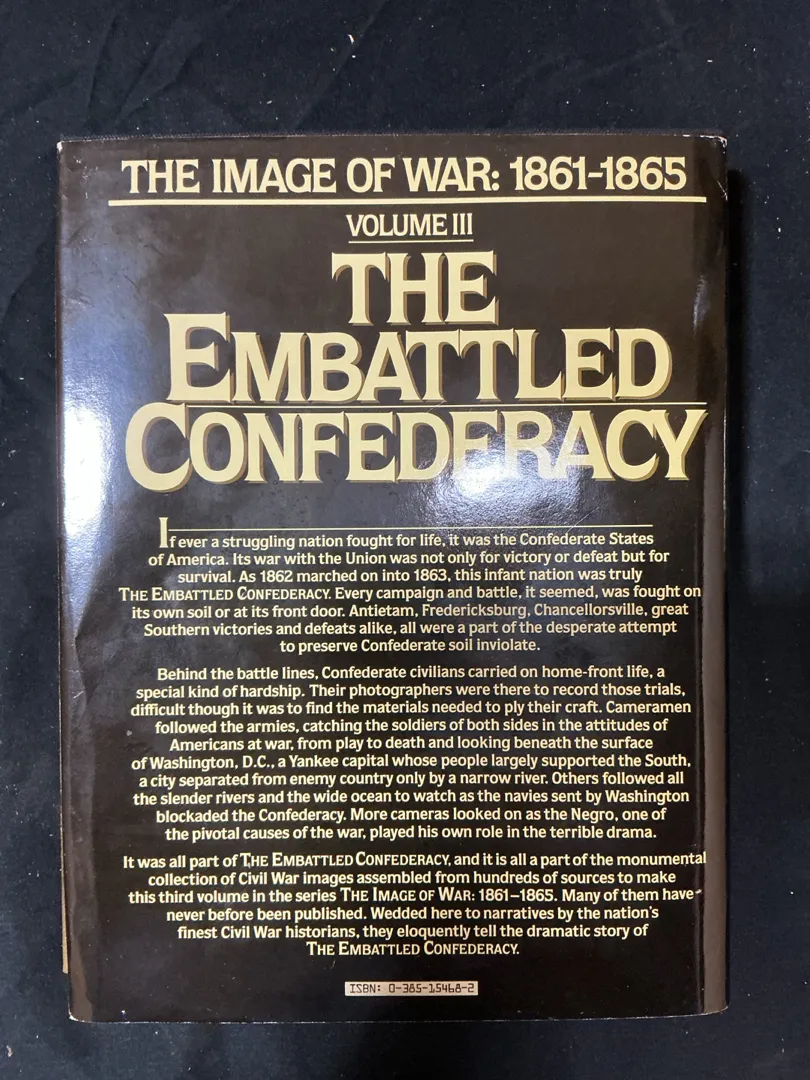 THE IMAGE OF WAR: 1861-1865
VOLUME III
THE
EMBATTLED
CONFEDERACY
If ever a struggling nation fought for life, it was the Confederate States
of America. Its war with the Union was not only for victory or defeat but for
survival. As 1862 marched on into 1863, this infant nation was truly
THE EMBATTLED CONFEDERACY. Every campaign and battle, it seemed, was fought on
its own soil or at its front door. Antietam, Fredericksburg, Chancellorsville, great
Southern victories and defeats alike, all were a part of the desperate attempt
to preserve Confederate soil inviolate.
Behind the battle lines, Confederate civilians carried on home-front life, a
special kind of hardship. Their photographers were there to record those trials,
difficult though it was to find the materials needed to ply their craft. Cameramen
followed the armies, catching the soldiers of both sides in the attitudes of
Americans at war, from play to death and looking beneath the surface
of Washington, D.C., a Yankee capital whose people largely supported the South,
a city separated from enemy country only by a narrow river. Others followed all
the slender rivers and the wide ocean to watch as the navies sent by Washington
blockaded the Confederacy. More cameras looked on as the Negro, one of
the pivotal causes of the war, played his own role in the terrible drama.
It was all part of THE EMBATTLED CONFEDERACY, and it is all a part of the monumental
collection of Civil War images assembled from hundreds of sources to make
this third volume in the series THE IMAGE OF WAR: 1861–1865. Many of them have
never before been published. Wedded here to narratives by the nation's
finest Civil War historians, they eloquently tell the dramatic story of
THE EMBATTLED CONFEDERACY.
ISBN: 0-385-15468-2